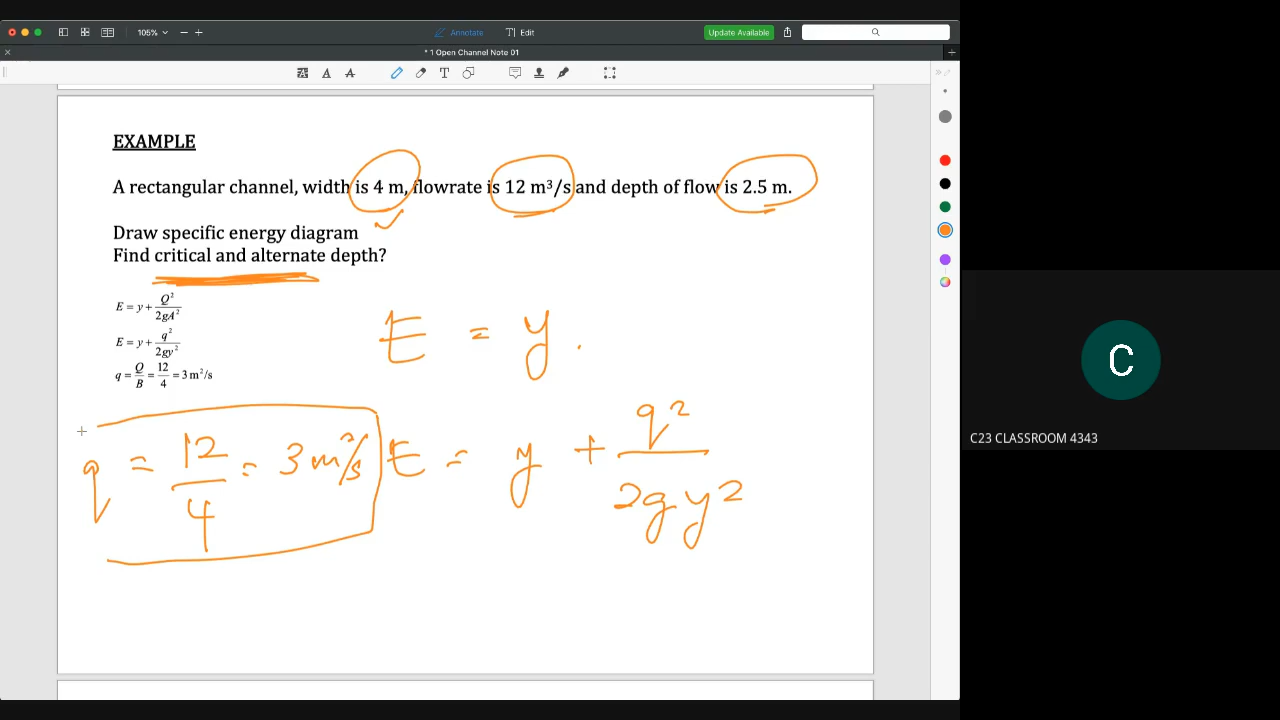 106%
Annotate
T Edit
Update Available
* 1 Open Channel Note 01
EXAMPLE
A rectangular channel, width is 4 m, flowrate is 12 m³/s and depth of flow is 2.5 m.
Draw specific energy diagram
Find critical and alternate depth?
E = y + Q²/2gA²
E = y + q²/2gy²
q = Q/B = 12/4 = 3 m²/s
E = y .
q = 12/4 = 3 m²/s
E = y + q²/2gy²
C
C23 CLASSROOM 4343